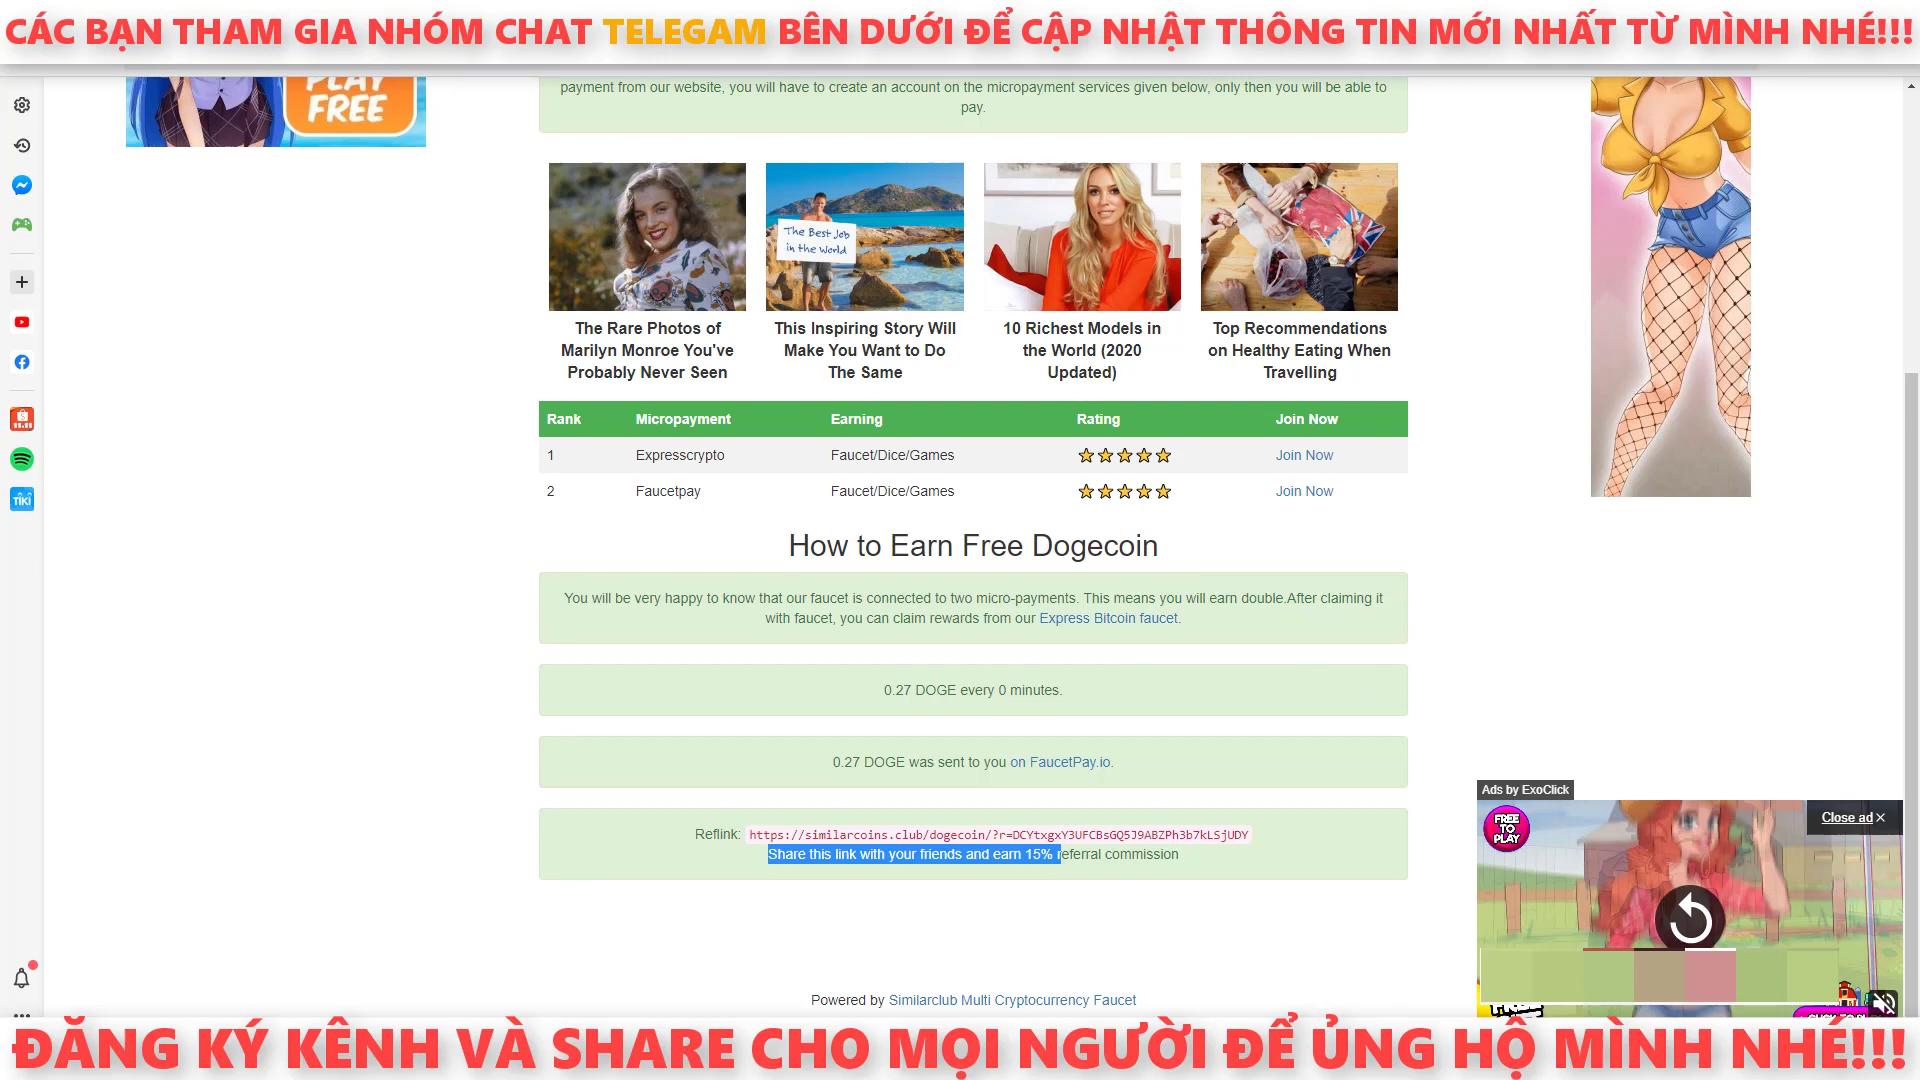 CÁC BẠN THAM GIA NHÓM CHAT TELEGAM BÊN DƯỚI ĐỂ CẬP NHẬT THÔNG TIN MỚI NHẤT TỪ MÌNH NHÉ!!!
PLAY
FREE
payment from our website, you will have to create an account on the micropayment services given below, only then you will be able to
pay.
The Best Job
in the World
The Rare Photos of
Marilyn Monroe You've
Probably Never Seen
This Inspiring Story Will
Make You Want to Do
The Same
10 Richest Models in
the World (2020
Updated)
Top Recommendations
on Healthy Eating When
Travelling
Rank Micropayment Earning Rating Join Now
1 Expresscrypto Faucet/Dice/Games Join Now
2 Faucetpay Faucet/Dice/Games Join Now
11.11
TIKI
How to Earn Free Dogecoin
You will be very happy to know that our faucet is connected to two micro-payments. This means you will earn double.After claiming it
with faucet, you can claim rewards from our Express Bitcoin faucet.
0.27 DOGE every 0 minutes.
0.27 DOGE was sent to you on FaucetPay.io.
Reflink: https://similarcoins.club/dogecoin/?r=DCYtxgxY3UFCBsGQ5J9ABZPh3b7kLSjUDY
Share this link with your friends and earn 15% referral commission
Ads by ExoClick
FREE
TO
PLAY
Close ad
Powered by Similarclub Multi Cryptocurrency Faucet
ĐĂNG KÝ KÊNH VÀ SHARE CHO MỌI NGƯỜI ĐỂ ỦNG HỘ MÌNH NHÉ!!!